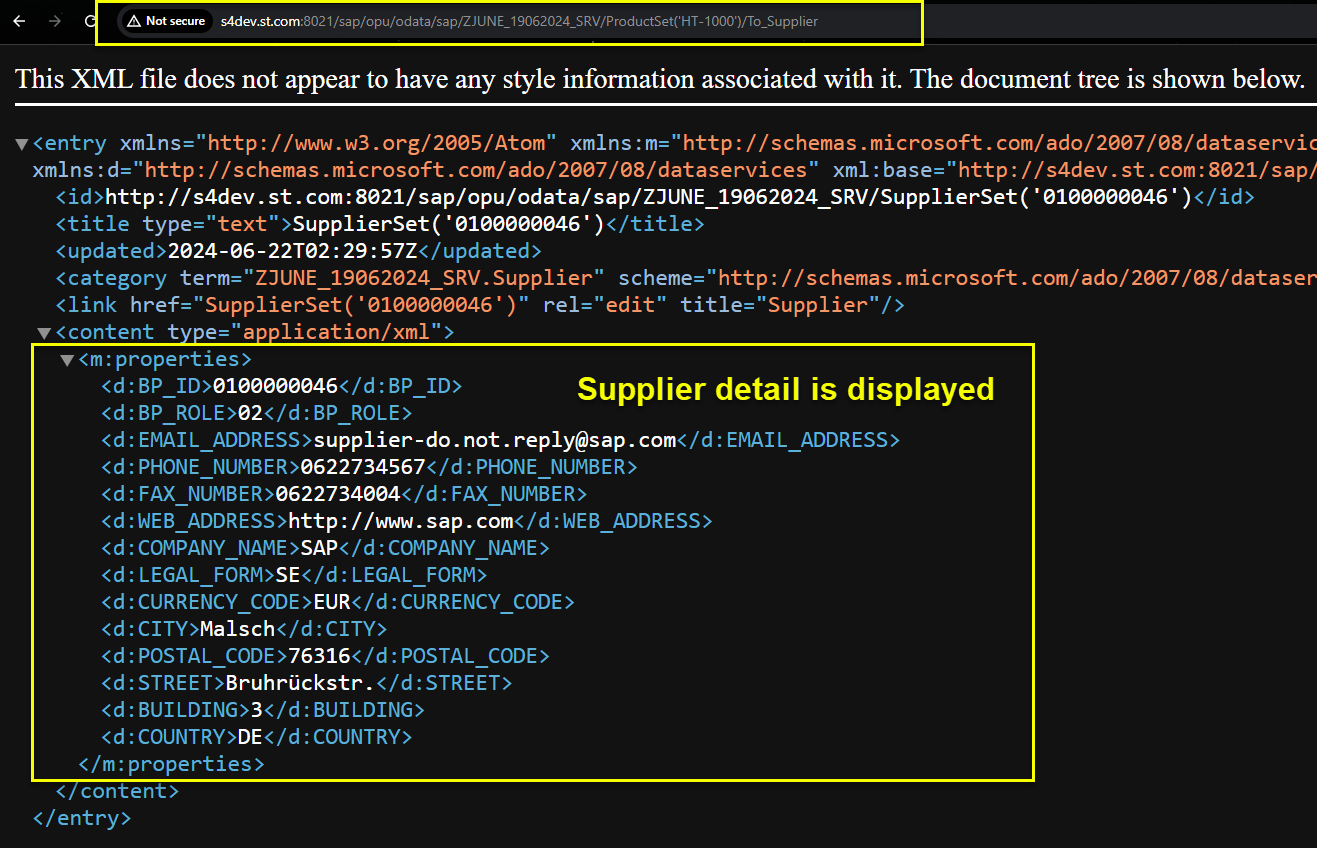 Not secure s4dev.st.com:8021/sap/opu/odata/sap/ZJUNE_19062024_SRV/ProductSet('HT-1000')/To_Supplier
This XML file does not appear to have any style information associated with it. The document tree is shown below.
<entry xmlns="http://www.w3.org/2005/Atom" xmlns:m="http://schemas.microsoft.com/ado/2007/08/dataservic
xmlns:d="http://schemas.microsoft.com/ado/2007/08/dataservices" xml:base="http://s4dev.st.com:8021/sap/
<id>http://s4dev.st.com:8021/sap/opu/odata/sap/ZJUNE_19062024_SRV/SupplierSet('0100000046')</id>
<title type="text">SupplierSet('0100000046')</title>
<updated>2024-06-22T02:29:57Z</updated>
<category term="ZJUNE_19062024_SRV.Supplier" scheme="http://schemas.microsoft.com/ado/2007/08/dataser
<link href="SupplierSet('0100000046')" rel="edit" title="Supplier"/>
<content type="application/xml">
<m:properties>
<d:BP_ID>0100000046</d:BP_ID>
Supplier detail is displayed
<d:BP_ROLE>02</d:BP_ROLE>
<d:EMAIL_ADDRESS>supplier-do.not.reply@sap.com</d:EMAIL_ADDRESS>
<d:PHONE_NUMBER>0622734567</d:PHONE_NUMBER>
<d:FAX_NUMBER>0622734004</d:FAX_NUMBER>
<d:WEB_ADDRESS>http://www.sap.com</d:WEB_ADDRESS>
<d:COMPANY_NAME>SAP</d:COMPANY_NAME>
<d:LEGAL_FORM>SE</d:LEGAL_FORM>
<d:CURRENCY_CODE>EUR</d:CURRENCY_CODE>
<d:CITY>Malsch</d:CITY>
<d:POSTAL_CODE>76316</d:POSTAL_CODE>
<d:STREET>Bruhrückstr.</d:STREET>
<d:BUILDING>3</d:BUILDING>
<d:COUNTRY>DE</d:COUNTRY>
</m:properties>
</content>
</entry>